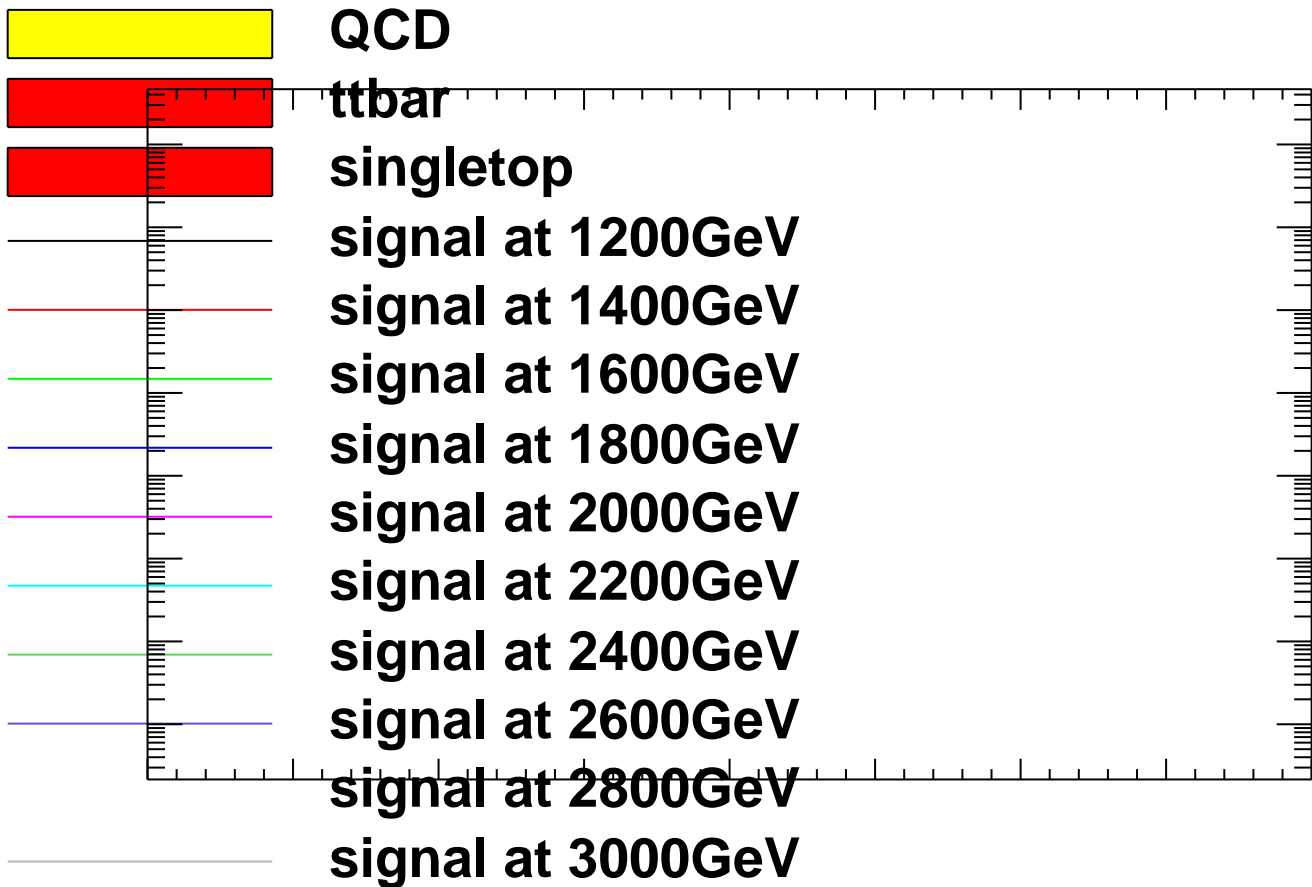 QCD
ttbar
singletop
signal at 1200GeV
signal at 1400GeV
signal at 1600GeV
signal at 1800GeV
signal at 2000GeV
signal at 2200GeV
signal at 2400GeV
signal at 2600GeV
signal at 2800GeV
signal at 3000GeV